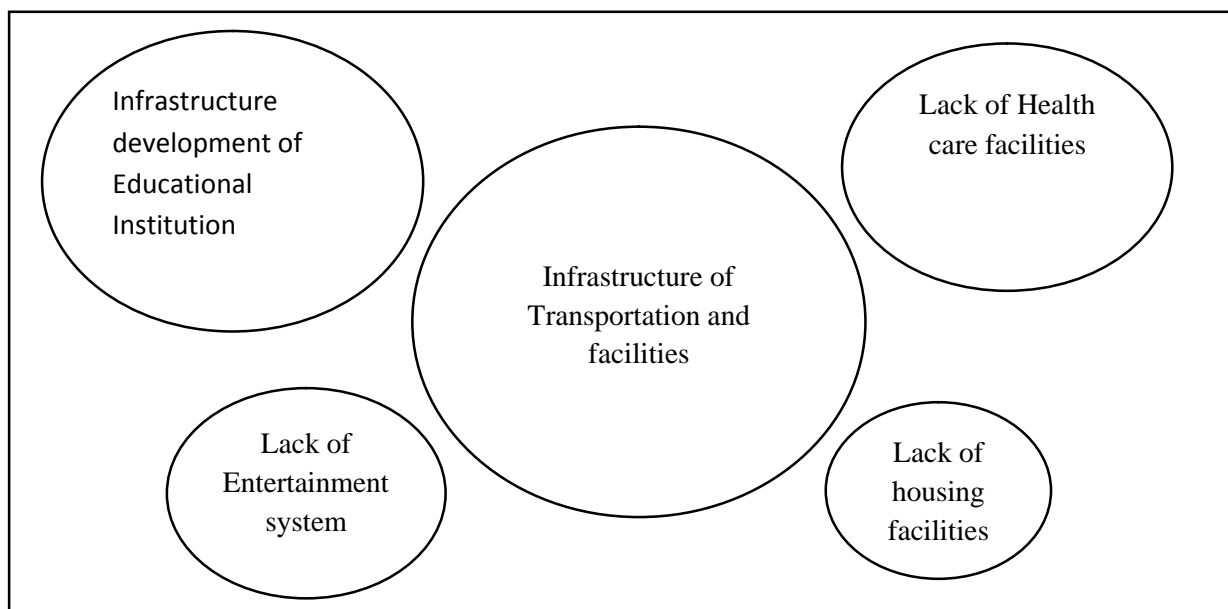 Infrastructure
development of
Educational
Institution
Lack of Health
care facilities
Infrastructure of
Transportation and
facilities
Lack of
Entertainment
system
Lack of
housing
facilities